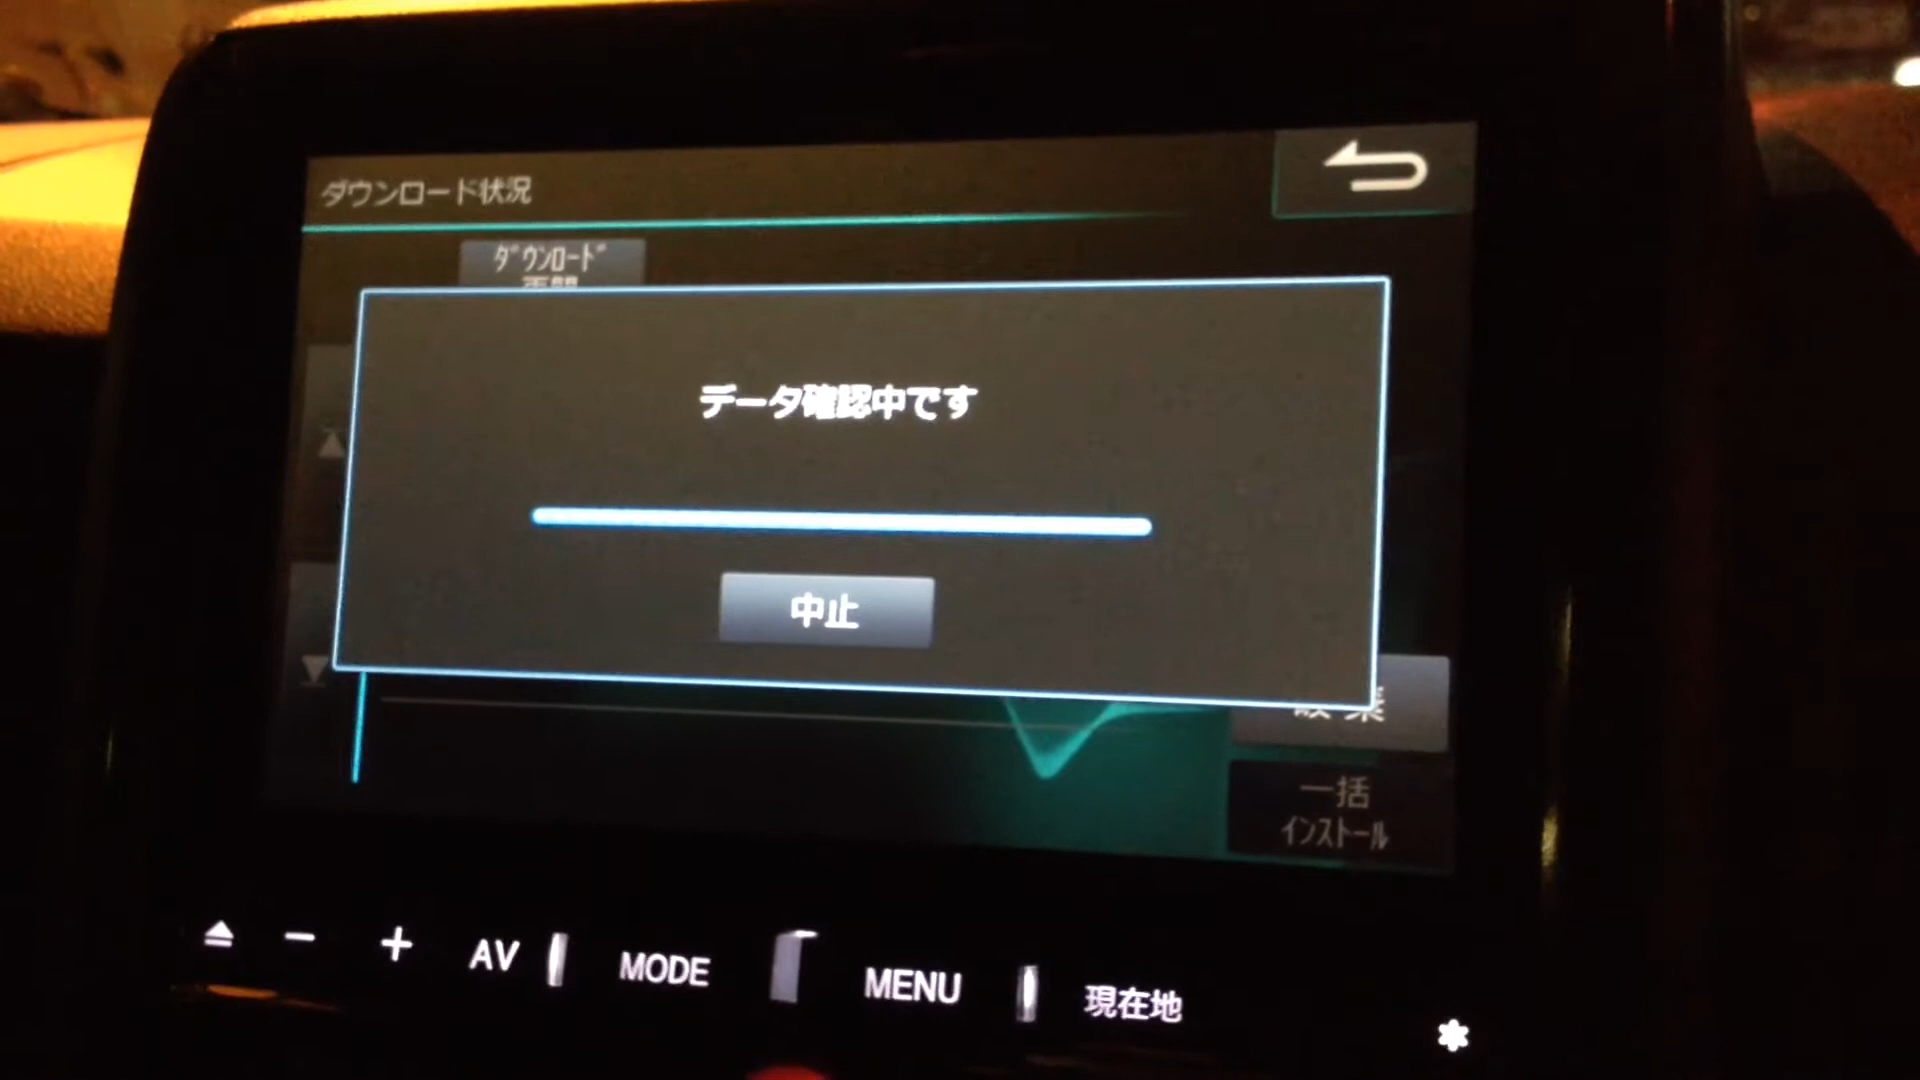 ダウンロード状況
ダウンロード
再開
データ確認中です
中止
一括
インストール
AV
MODE
MENU
現在地